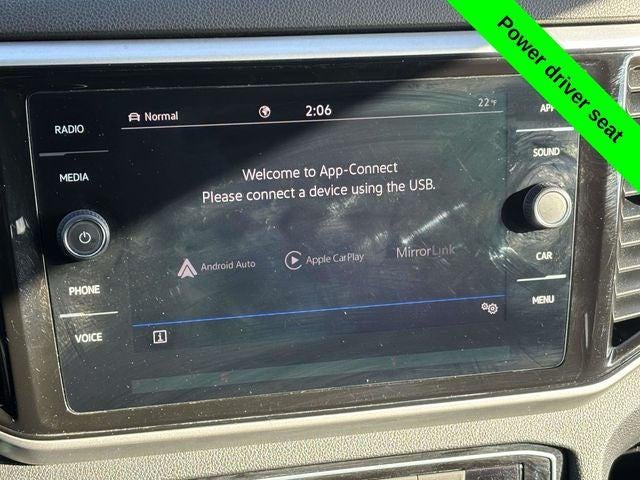 Power driver seat
RADIO
MEDIA
PHONE
VOICE
Normal
2:06
22°F
Welcome to App-Connect
Please connect a device using the USB.
Android Auto
Apple CarPlay
MirrorLink
i
APP
SOUND
CAR
MENU